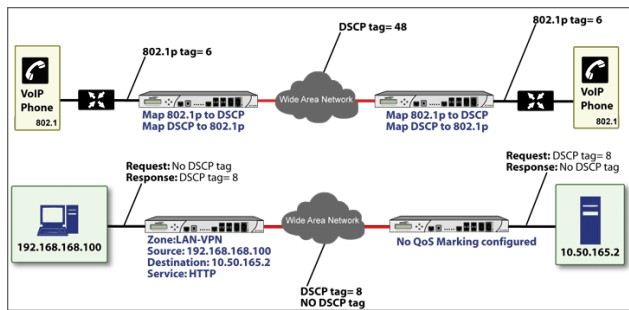 DSCP tag= 48
802.1p tag= 6
802.1p tag= 6
VoIP
Phone
802.1
Wide Area Network
VoIP
Phone
802.1
Map 802.1p to DSCP
Map DSCP to 802.1p
Map 802.1p to DSCP
Map DSCP to 802.1p
Request: No DSCP tag
Response: DSCP tag= 8
Request: DSCP tag= 8
Response: No DSCP tag
192.168.168.100
Wide Area Network
10.50.165.2
Zone:LAN-VPN
Source: 192.168.168.100
Destination: 10.50.165.2
Service: HTTP
No QoS Marking configured
DSCP tag= 8
NO DSCP tag